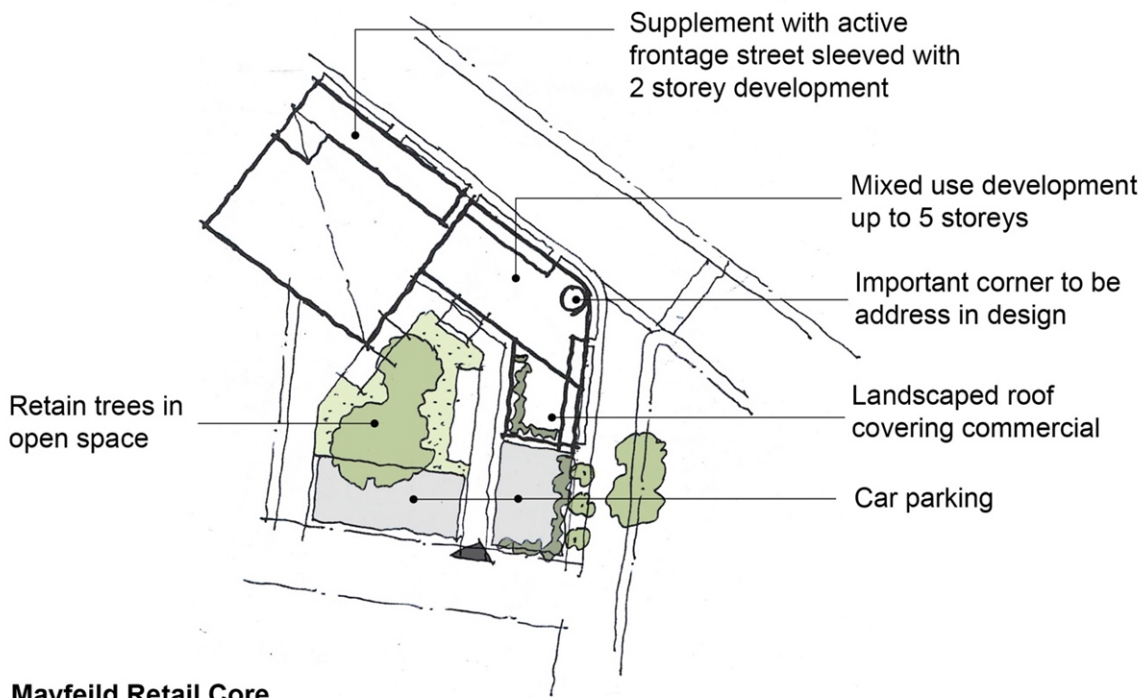 Supplement with active
frontage street sleeved with
2 storey development
Mixed use development
up to 5 storeys
Important corner to be
address in design
Retain trees in
open space
Landscaped roof
covering commercial
Car parking
Mayfeild Retail Core